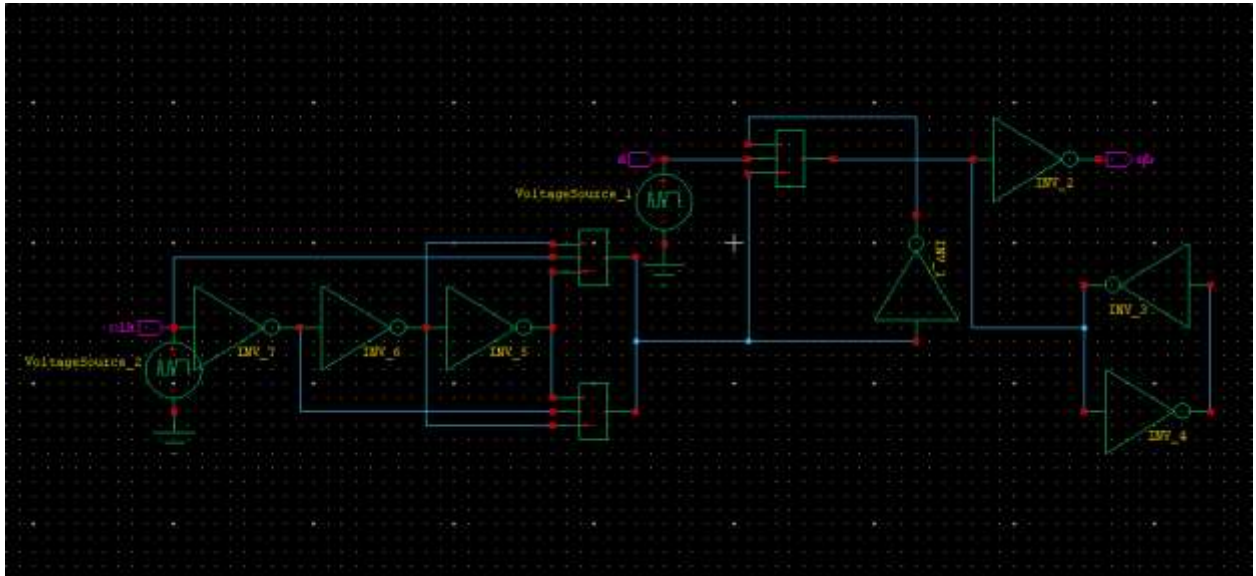 d
qb
INV_2
VoltageSource_1
INV_1
INV_3
clk
INV_7
INV_6
INV_5
VoltageSource_2
INV_4